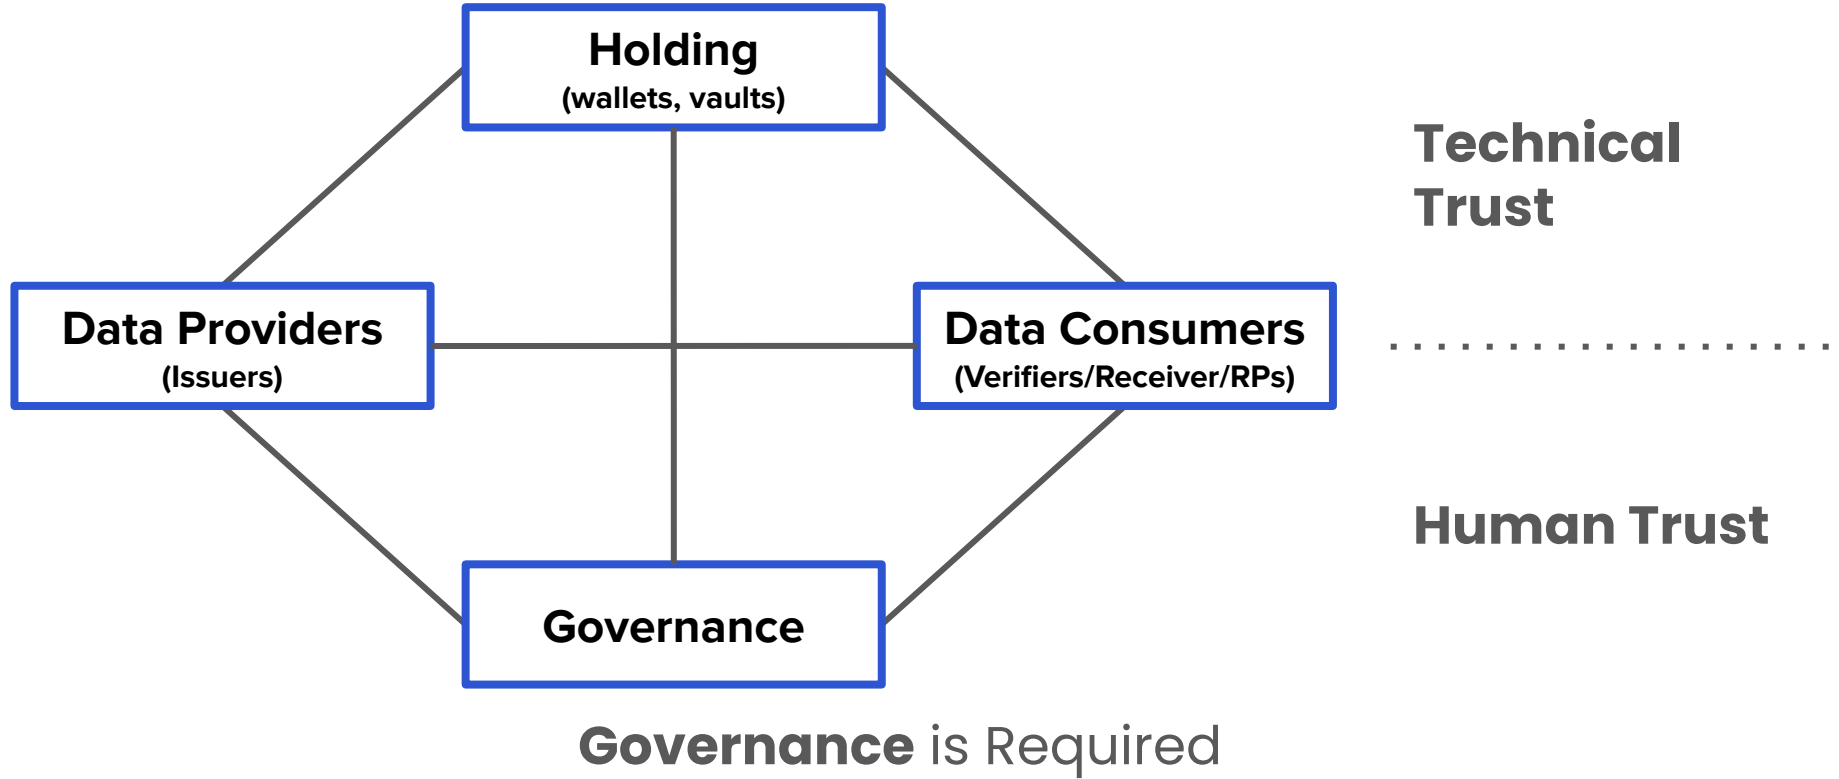 Holding
(wallets, vaults)
Technical
Trust
Data Providers
(Issuers)
Data Consumers
(Verifiers/Receiver/RPs)
Human Trust
Governance
Governance is Required